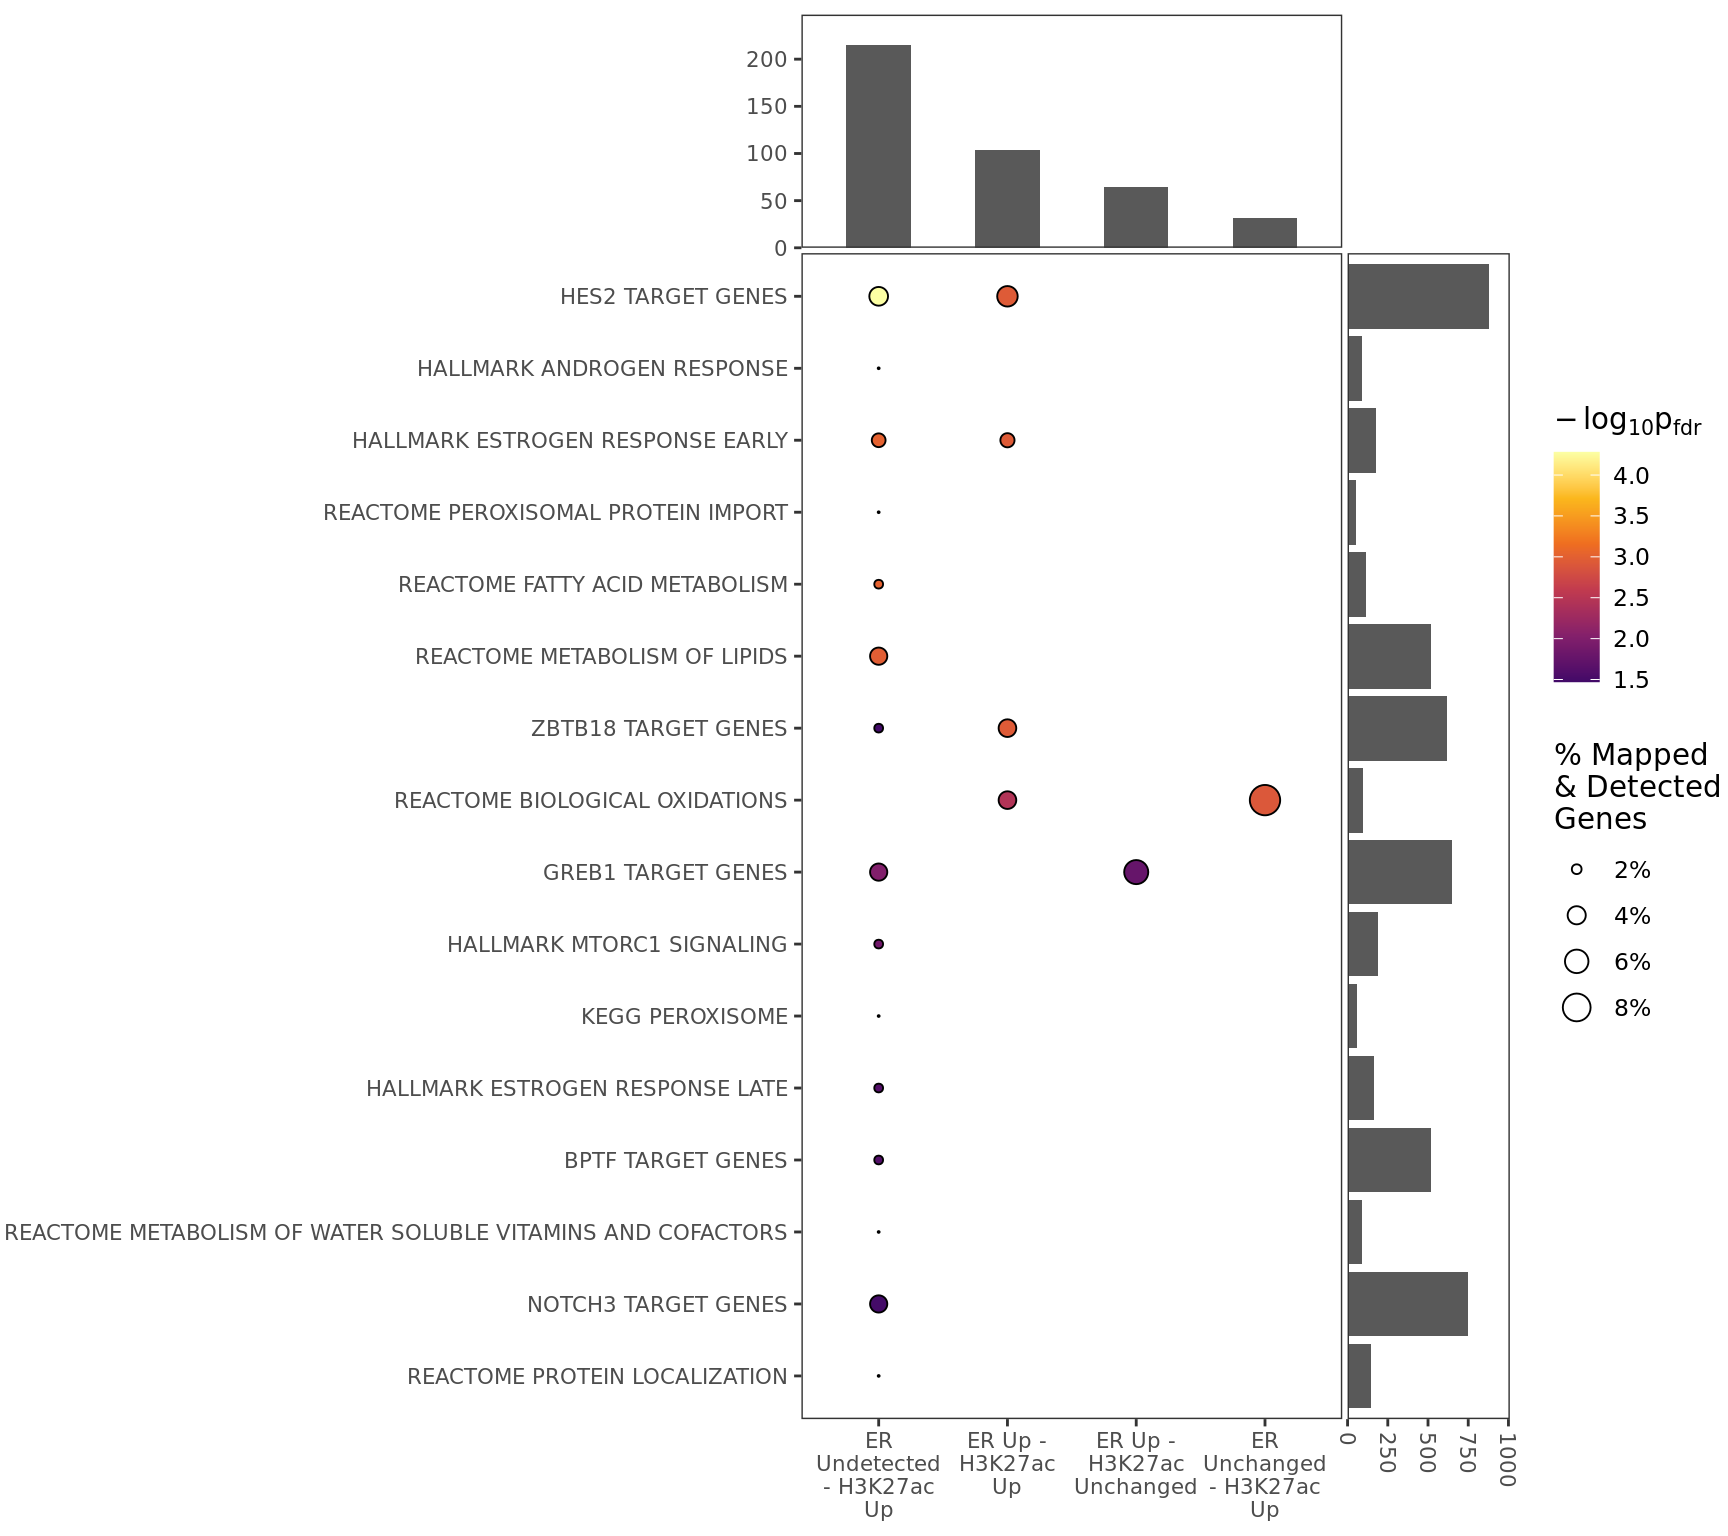 200
150
100
50
0
HES2 TARGET GENES
HALLMARK ANDROGEN RESPONSE
HALLMARK ESTROGEN RESPONSE EARLY
REACTOME PEROXISOMAL PROTEIN IMPORT
REACTOME FATTY ACID METABOLISM
REACTOME METABOLISM OF LIPIDS
ZBTB18 TARGET GENES
REACTOME BIOLOGICAL OXIDATIONS
GREB1 TARGET GENES
HALLMARK MTORC1 SIGNALING
KEGG PEROXISOME
HALLMARK ESTROGEN RESPONSE LATE
BPTF TARGET GENES
REACTOME METABOLISM OF WATER SOLUBLE VITAMINS AND COFACTORS
NOTCH3 TARGET GENES
REACTOME PROTEIN LOCALIZATION
ER
Undetected
- H3K27ac
Up
ER Up -
H3K27ac
Up
ER Up -
H3K27ac
Unchanged
ER
Unchanged
- H3K27ac
Up
0
250
500
750
1000
− log10pfdr
4.0
3.5
3.0
2.5
2.0
1.5
% Mapped
& Detected
Genes
2%
4%
6%
8%